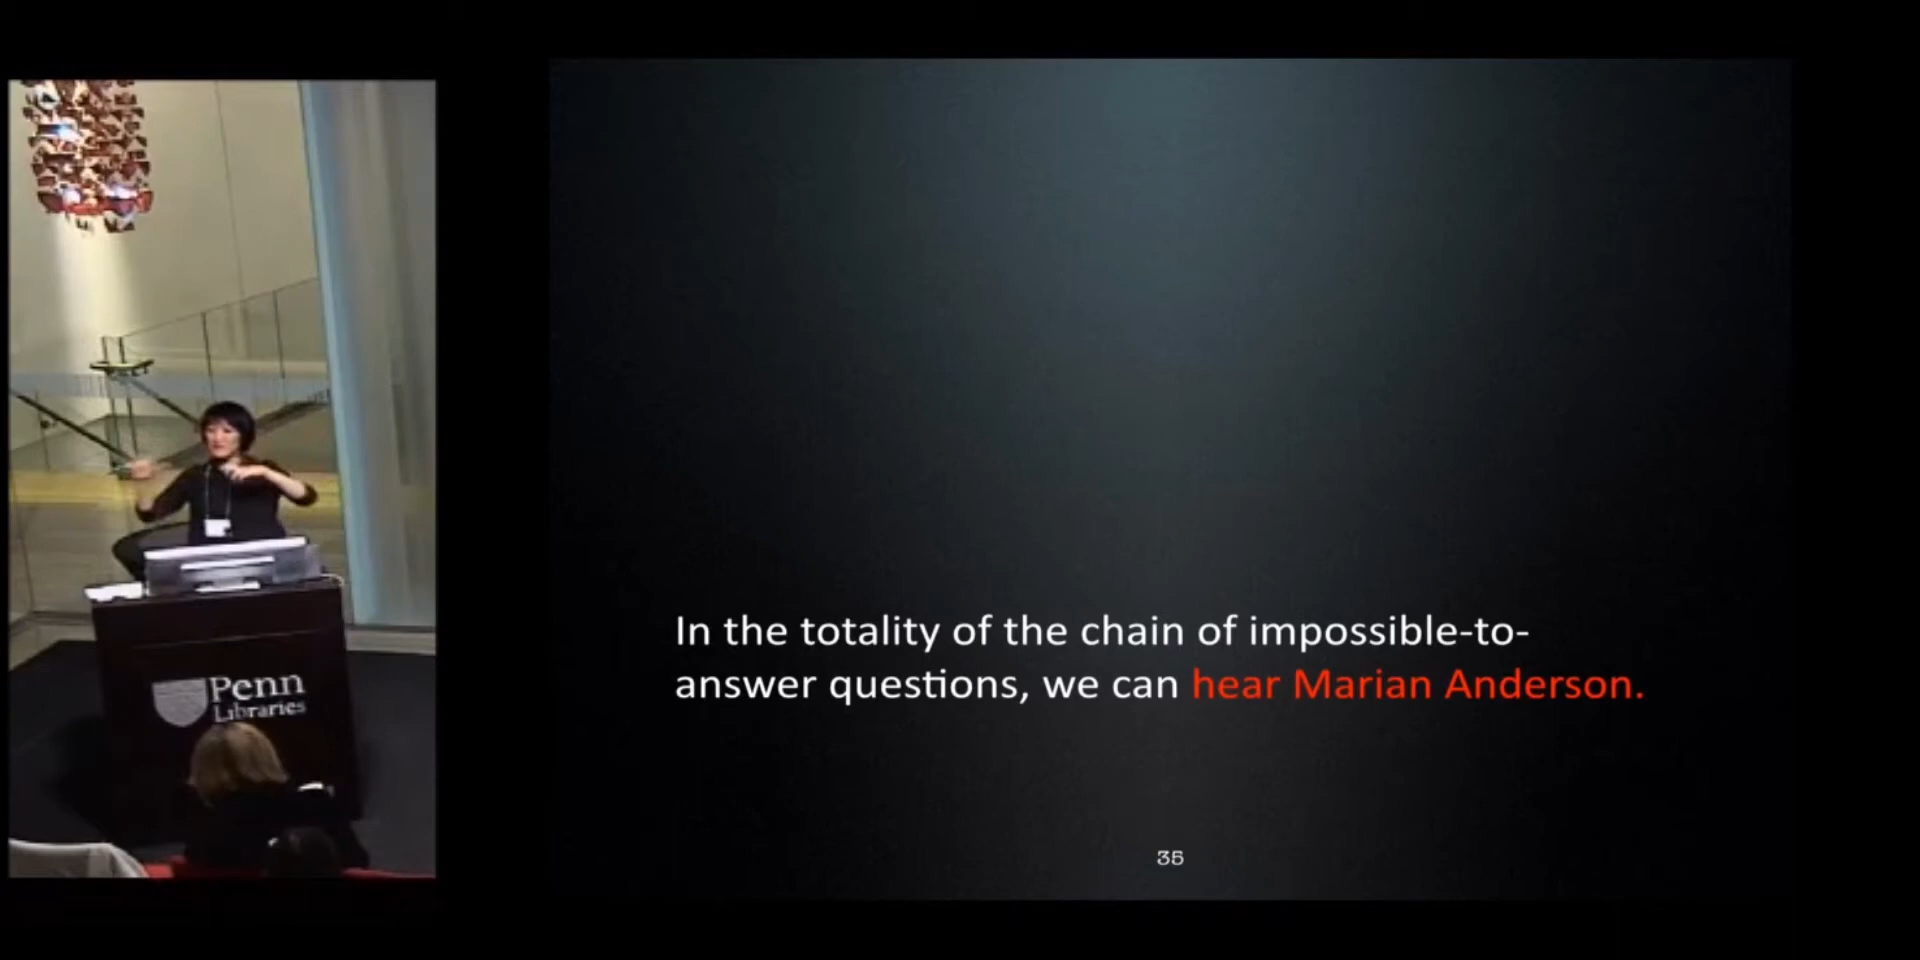 Penn
Libraries
In the totality of the chain of impossible-to-
answer questions, we can hear Marian Anderson.
35